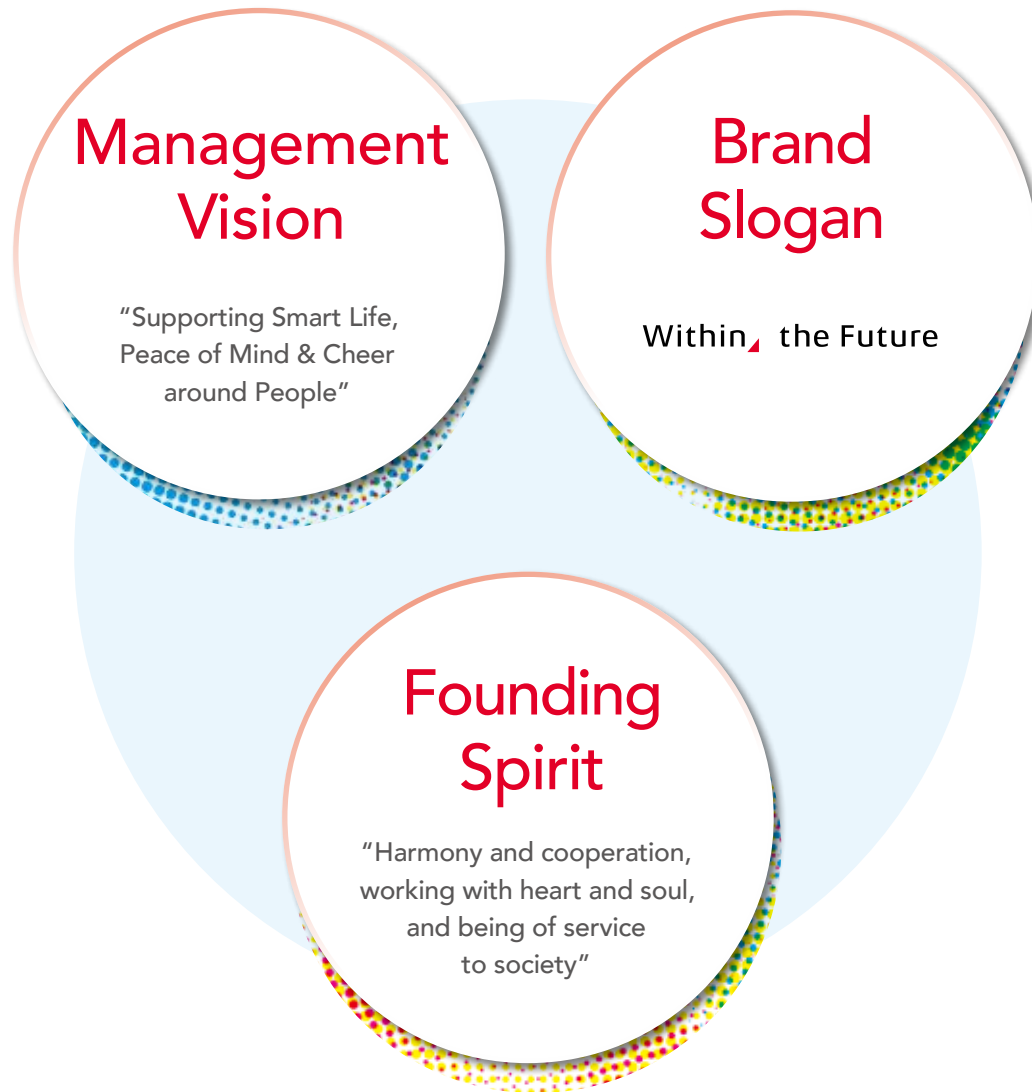 Management
Vision
“Supporting Smart Life,
Peace of Mind & Cheer
around People”
Brand
Slogan
Within, the Future
Founding
Spirit
“Harmony and cooperation,
working with heart and soul,
and being of service
to society”